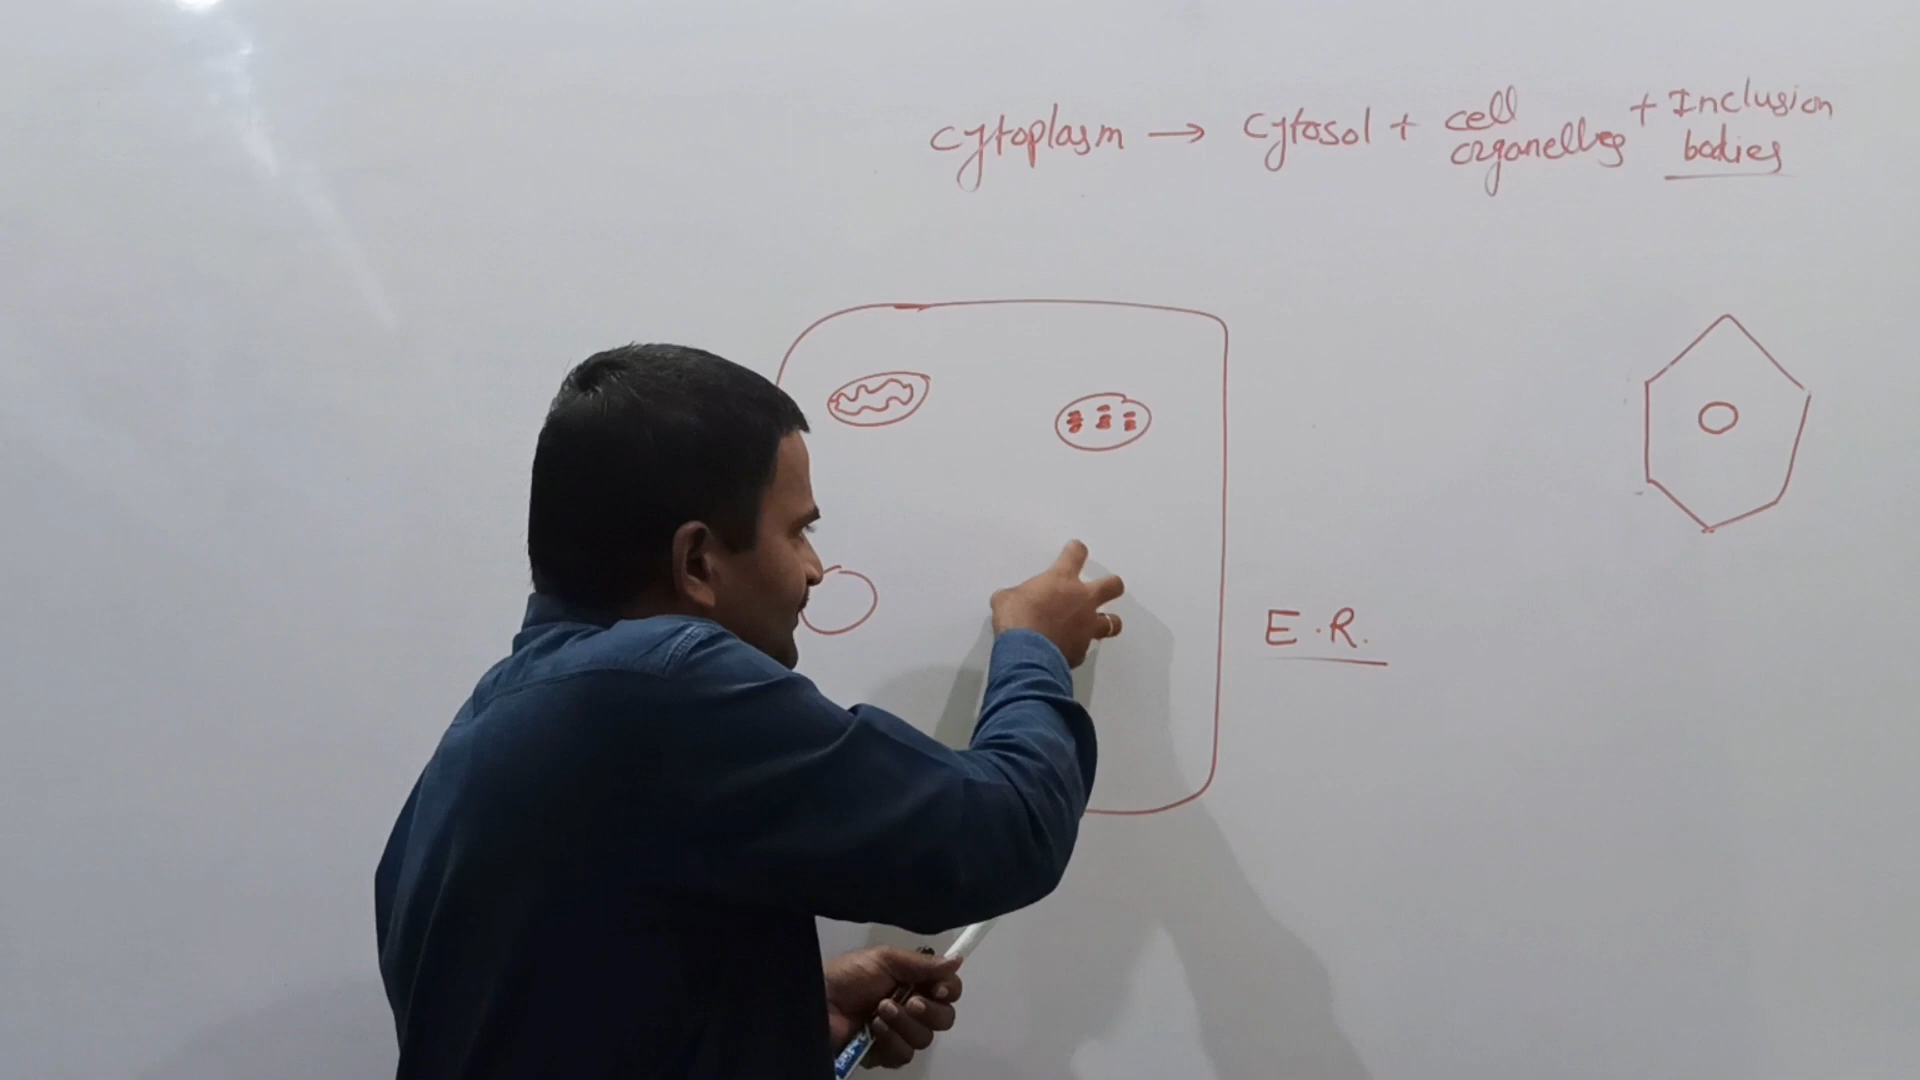 cytoplasm → cytosol + cell organelles + Inclusion bodies
E.R.